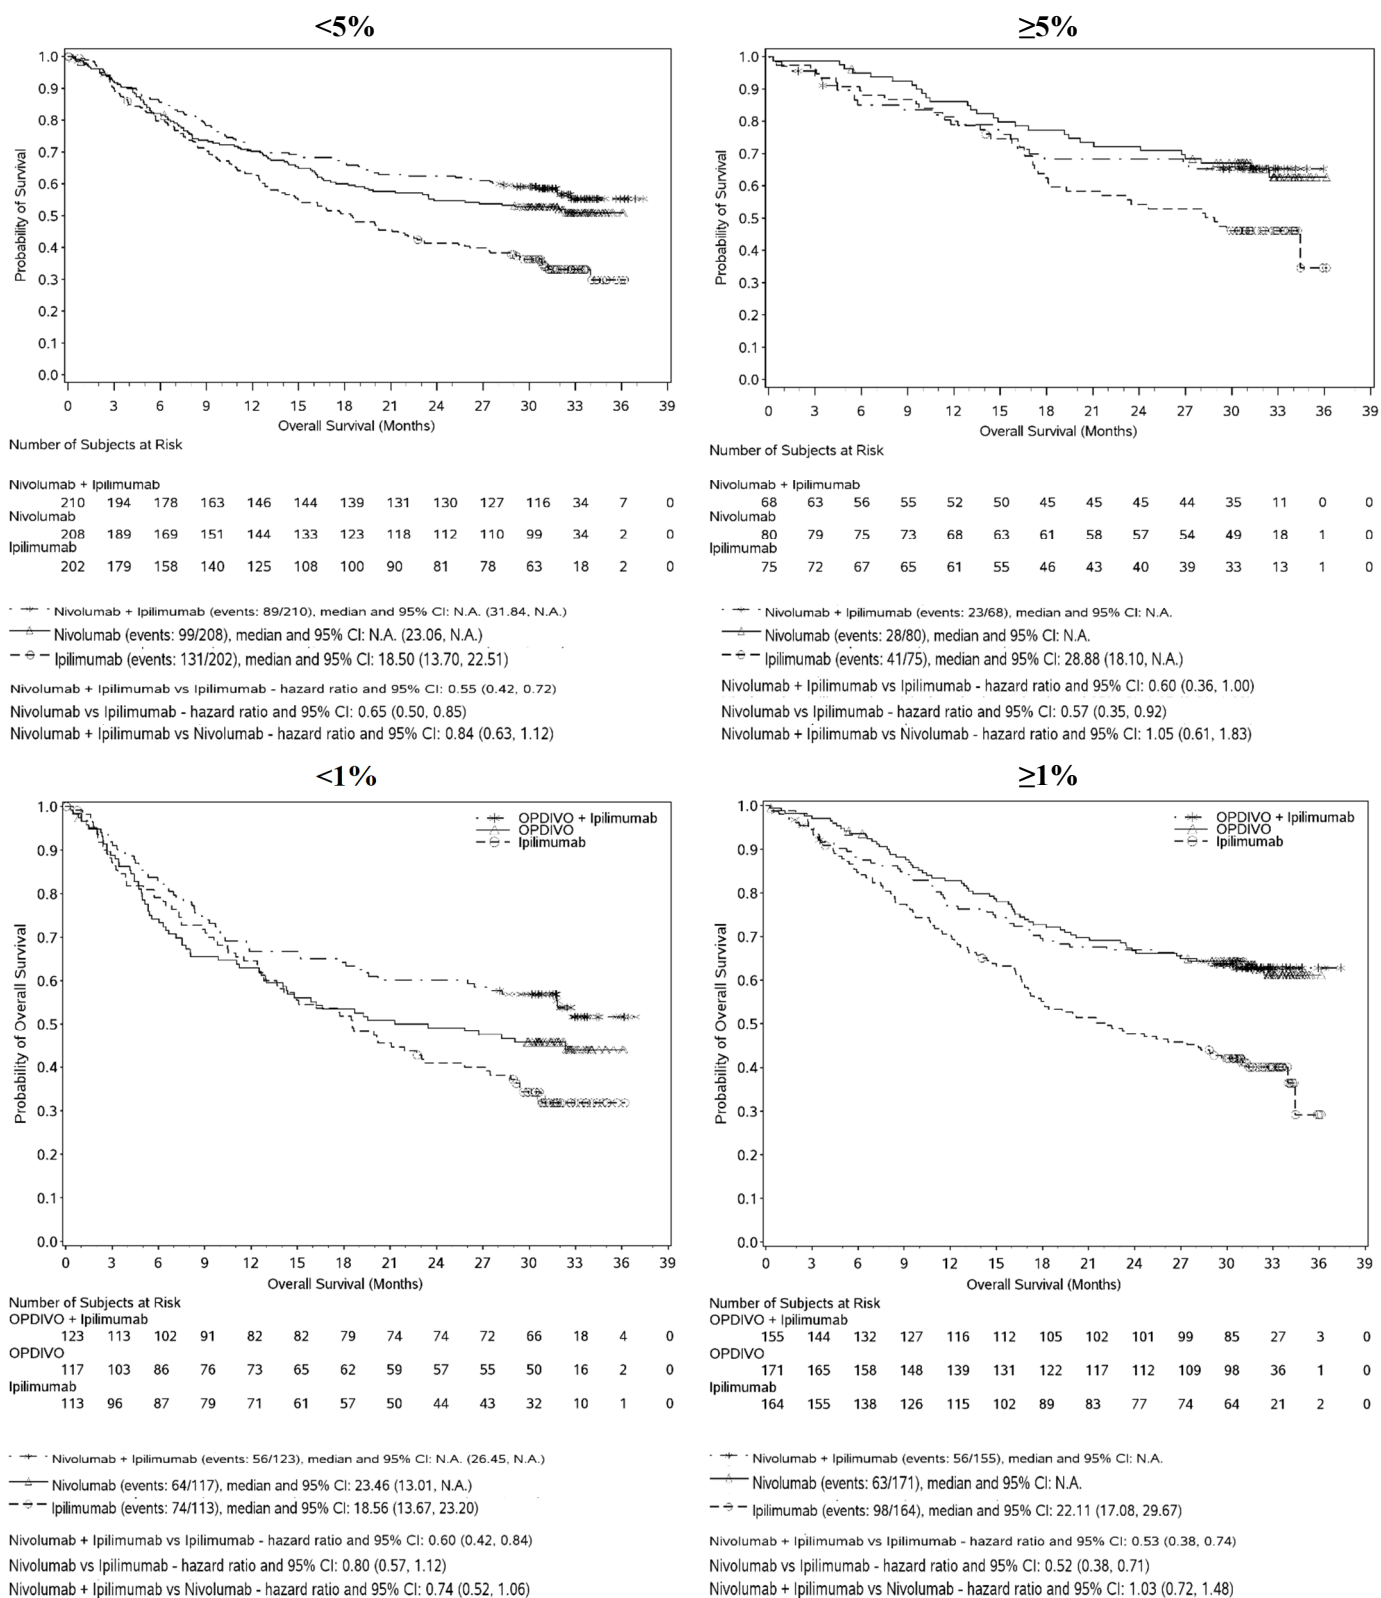 <5%
1.0
0.9
0.8
0.7
0.6
0.5
0.4
0.3
0.2
0.1
0.0
Probability of Survival
0 3 6 9 12 15 18 21 24 27 30 33 36 39
Overall Survival (Months)
Number of Subjects at Risk
Nivolumab + Ipilimumab
210 194 178 163 146 144 139 131 130 127 116 34 7 0
Nivolumab
208 189 169 151 144 133 123 118 112 110 99 34 2 0
Ipilimumab
202 179 158 140 125 108 100 90 81 78 63 18 2 0
Nivolumab + Ipilimumab (events: 89/210), median and 95% CI: N.A. (31.84, N.A.)
Nivolumab (events: 99/208), median and 95% CI: N.A. (23.06, N.A.)
Ipilimumab (events: 131/202), median and 95% CI: 18.50 (13.70, 22.51)
Nivolumab + Ipilimumab vs Ipilimumab - hazard ratio and 95% CI: 0.55 (0.42, 0.72)
Nivolumab vs Ipilimumab - hazard ratio and 95% CI: 0.65 (0.50, 0.85)
Nivolumab + Ipilimumab vs Nivolumab - hazard ratio and 95% CI: 0.84 (0.63, 1.12)
≥5%
1.0
0.9
0.8
0.7
0.6
0.5
0.4
0.3
0.2
0.1
0.0
Probability of Survival
0 3 6 9 12 15 18 21 24 27 30 33 36 39
Overall Survival (Months)
Number of Subjects at Risk
Nivolumab + Ipilimumab
68 63 56 55 52 50 45 45 45 44 35 11 0 0
Nivolumab
80 79 75 73 68 63 61 58 57 54 49 18 1 0
Ipilimumab
75 72 67 65 61 55 46 43 40 39 33 13 1 0
Nivolumab + Ipilimumab (events: 23/68), median and 95% CI: N.A.
Nivolumab (events: 28/80), median and 95% CI: N.A.
Ipilimumab (events: 41/75), median and 95% CI: 28.88 (18.10, N.A.)
Nivolumab + Ipilimumab vs Ipilimumab - hazard ratio and 95% CI: 0.60 (0.36, 1.00)
Nivolumab vs Ipilimumab - hazard ratio and 95% CI: 0.57 (0.35, 0.92)
Nivolumab + Ipilimumab vs Nivolumab - hazard ratio and 95% CI: 1.05 (0.61, 1.83)
<1%
OPDIVO + Ipilimumab
OPDIVO
Ipilimumab
1.0
0.9
0.8
0.7
0.6
0.5
0.4
0.3
0.2
0.1
0.0
Probability of Overall Survival
0 3 6 9 12 15 18 21 24 27 30 33 36 39
Overall Survival (Months)
Number of Subjects at Risk
OPDIVO + Ipilimumab
123 113 102 91 82 82 79 74 74 72 66 18 4 0
OPDIVO
117 103 86 76 73 65 62 59 57 55 50 16 2 0
Ipilimumab
113 96 87 79 71 61 57 50 44 43 32 10 1 0
Nivolumab + Ipilimumab (events: 56/123), median and 95% CI: N.A. (26.45, N.A.)
Nivolumab (events: 64/117), median and 95% CI: 23.46 (13.01, N.A.)
Ipilimumab (events: 74/113), median and 95% CI: 18.56 (13.67, 23.20)
Nivolumab + Ipilimumab vs Ipilimumab - hazard ratio and 95% CI: 0.60 (0.42, 0.84)
Nivolumab vs Ipilimumab - hazard ratio and 95% CI: 0.80 (0.57, 1.12)
Nivolumab + Ipilimumab vs Nivolumab - hazard ratio and 95% CI: 0.74 (0.52, 1.06)
≥1%
OPDIVO + Ipilimumab
OPDIVO
Ipilimumab
1.0
0.9
0.8
0.7
0.6
0.5
0.4
0.3
0.2
0.1
0.0
Probability of Overall Survival
0 3 6 9 12 15 18 21 24 27 30 33 36 39
Overall Survival (Months)
Number of Subjects at Risk
OPDIVO + Ipilimumab
155 144 132 127 116 112 105 102 101 99 85 27 3 0
OPDIVO
171 165 158 148 139 131 122 117 112 109 98 36 1 0
Ipilimumab
164 155 138 126 115 102 89 83 77 74 64 21 2 0
Nivolumab + Ipilimumab (events: 56/155), median and 95% CI: N.A.
Nivolumab (events: 63/171), median and 95% CI: N.A.
Ipilimumab (events: 98/164), median and 95% CI: 22.11 (17.08, 29.67)
Nivolumab + Ipilimumab vs Ipilimumab - hazard ratio and 95% CI: 0.53 (0.38, 0.74)
Nivolumab vs Ipilimumab - hazard ratio and 95% CI: 0.52 (0.38, 0.71)
Nivolumab + Ipilimumab vs Nivolumab - hazard ratio and 95% CI: 1.03 (0.72, 1.48)